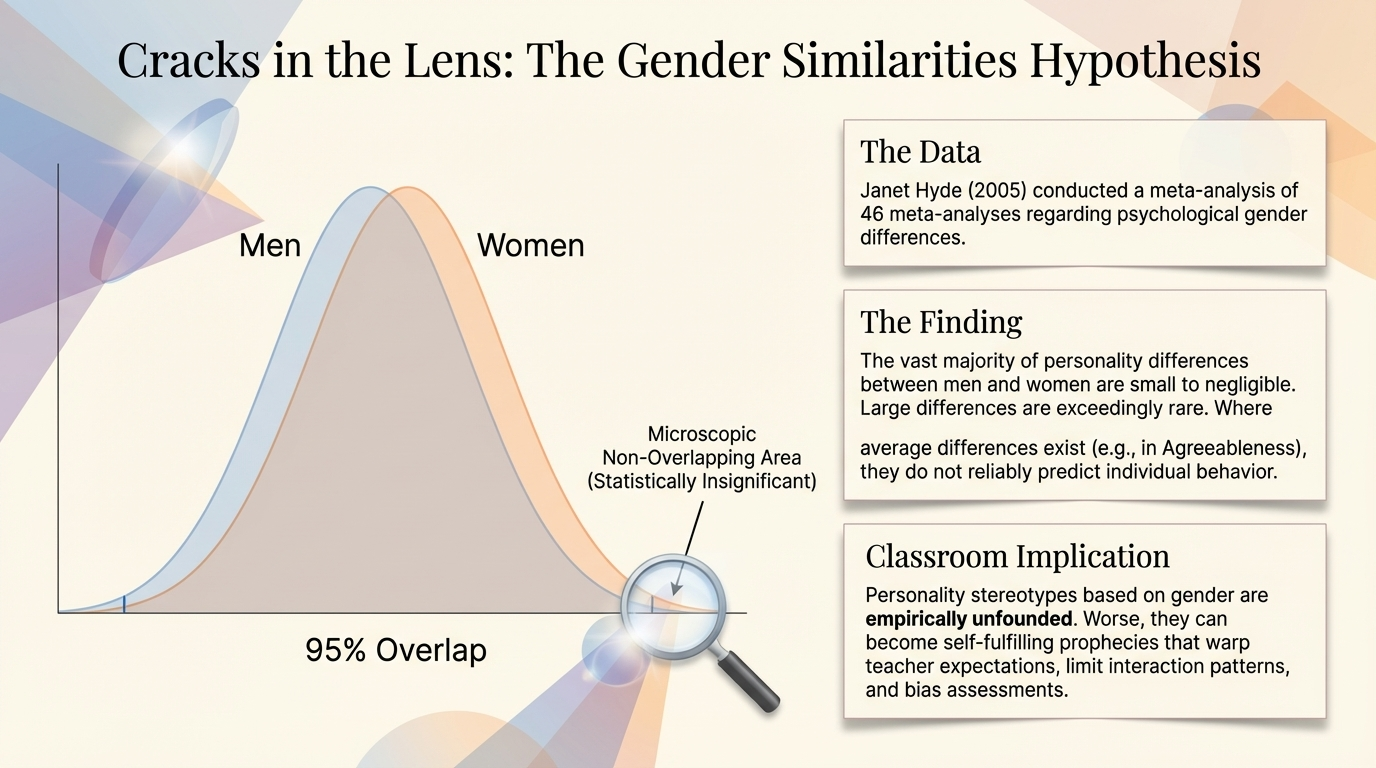 Cracks in the Lens: The Gender Similarities Hypothesis
Men
Women
Microscopic
Non-Overlapping Area
(Statistically Insignificant)
95% Overlap
The Data
Janet Hyde (2005) conducted a meta-analysis of
46 meta-analyses regarding psychological gender
differences.
The Finding
The vast majority of personality differences
between men and women are small to negligible.
Large differences are exceedingly rare. Where
average differences exist (e.g., in Agreeableness),
they do not reliably predict individual behavior.
Classroom Implication
Personality stereotypes based on gender are
empirically unfounded. Worse, they can
become self-fulfilling prophecies that warp
teacher expectations, limit interaction patterns,
and bias assessments.